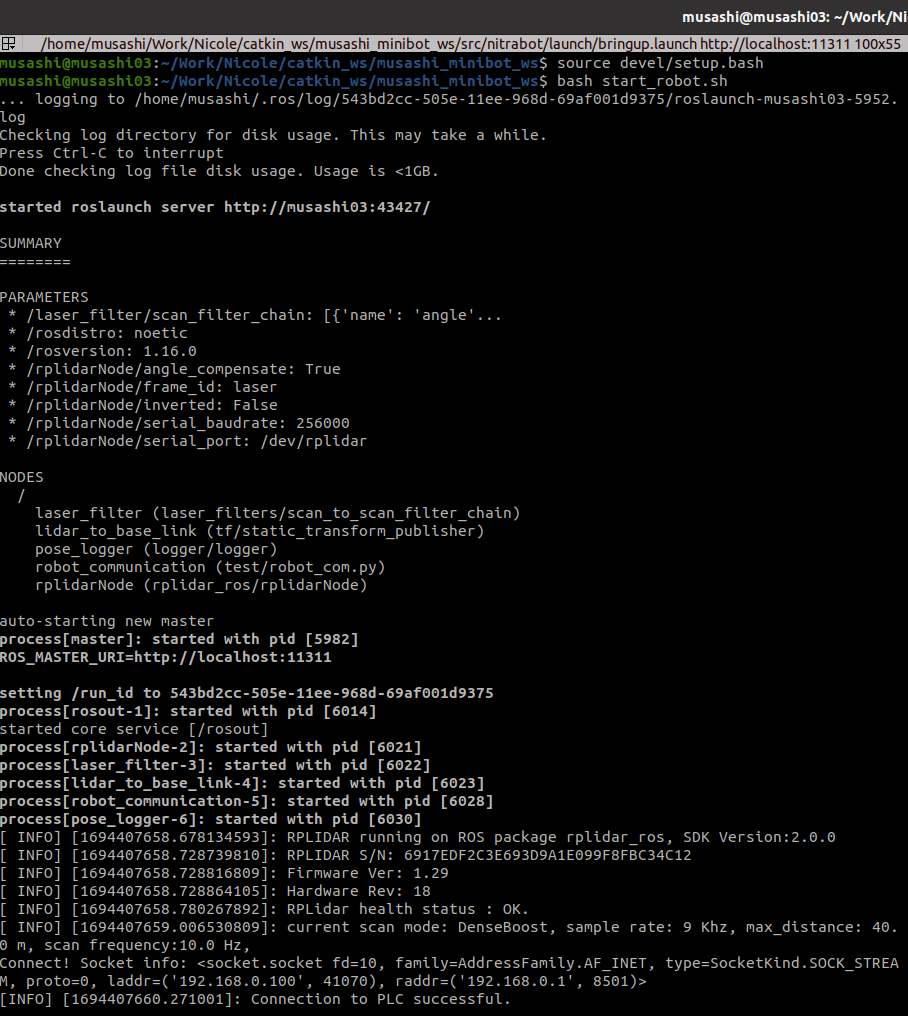 musashi@musashi03: ~/Work/Ni
/home/musashi/Work/Nicole/catkin_ws/musashi_minibot_ws/src/nitrabot/launch/bringup.launch http://localhost:11311 100x55
musashi@musashi03:~/Work/Nicole/catkin_ws/musashi_minibot_ws$ source devel/setup.bash
musashi@musashi03:~/Work/Nicole/catkin_ws/musashi_minibot_ws$ bash start_robot.sh
... logging to /home/musashi/.ros/log/543bd2cc-505e-11ee-968d-69af001d9375/roslaunch-musashi03-5952.
log
Checking log directory for disk usage. This may take a while.
Press Ctrl-C to interrupt
Done checking log file disk usage. Usage is <1GB.

started roslaunch server http://musashi03:43427/

SUMMARY
========

PARAMETERS
 * /laser_filter/scan_filter_chain: [{'name': 'angle'...
 * /rosdistro: noetic
 * /rosversion: 1.16.0
 * /rplidarNode/angle_compensate: True
 * /rplidarNode/frame_id: laser
 * /rplidarNode/inverted: False
 * /rplidarNode/serial_baudrate: 256000
 * /rplidarNode/serial_port: /dev/rplidar

NODES
  /
    laser_filter (laser_filters/scan_to_scan_filter_chain)
    lidar_to_base_link (tf/static_transform_publisher)
    pose_logger (logger/logger)
    robot_communication (test/robot_com.py)
    rplidarNode (rplidar_ros/rplidarNode)

auto-starting new master
process[master]: started with pid [5982]
ROS_MASTER_URI=http://localhost:11311

setting /run_id to 543bd2cc-505e-11ee-968d-69af001d9375
process[rosout-1]: started with pid [6014]
started core service [/rosout]
process[rplidarNode-2]: started with pid [6021]
process[laser_filter-3]: started with pid [6022]
process[lidar_to_base_link-4]: started with pid [6023]
process[robot_communication-5]: started with pid [6028]
process[pose_logger-6]: started with pid [6030]
[ INFO] [1694407658.678134593]: RPLIDAR running on ROS package rplidar_ros, SDK Version:2.0.0
[ INFO] [1694407658.728739810]: RPLIDAR S/N: 6917EDF2C3E693D9A1E099F8FBC34C12
[ INFO] [1694407658.728816809]: Firmware Ver: 1.29
[ INFO] [1694407658.728864105]: Hardware Rev: 18
[ INFO] [1694407658.780267892]: RPLidar health status : OK.
[ INFO] [1694407659.006530809]: current scan mode: DenseBoost, sample rate: 9 Khz, max_distance: 40.
0 m, scan frequency:10.0 Hz,
Connect! Socket info: <socket.socket fd=10, family=AddressFamily.AF_INET, type=SocketKind.SOCK_STREA
M, proto=0, laddr=('192.168.0.100', 41070), raddr=('192.168.0.1', 8501)>
[INFO] [1694407660.271001]: Connection to PLC successful.